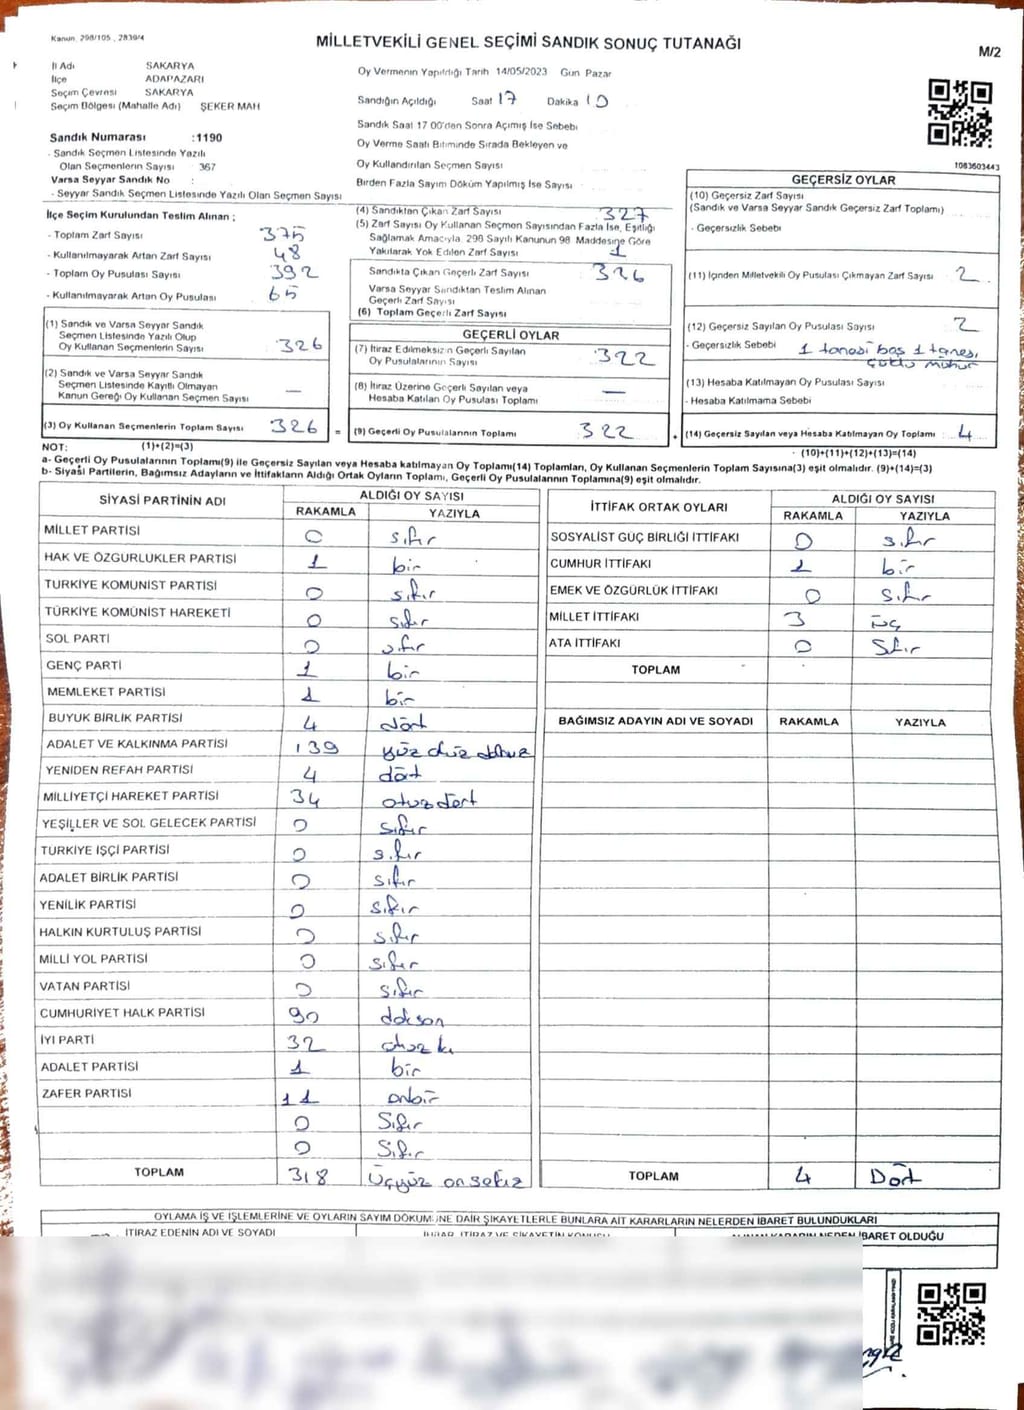 Kanun 298/105 , 2839/4
MİLLETVEKİLİ GENEL SEÇİMİ SANDIK SONUÇ TUTANAĞI
M/2
İl Adı SAKARYA
İlçe ADAPAZARI
Seçim Çevresi SAKARYA
Seçim Bölgesi (Mahalle Adı) ŞEKER MAH
Oy Vermenin Yapıldığı Tarih 14/05/2023 Gün Pazar
Sandığın Açıldığı Saat 17 Dakika 10
Sandık Saat 17 00'den Sonra Açımış İse Sebebi
Oy Verme Saati Bitiminde Sırada Bekleyen ve
Oy Kullandırılan Seçmen Sayısı
Birden Fazla Sayım Döküm Yapılmış İse Sayısı
Sandık Numarası :1190
- Sandık Seçmen Listesinde Yazılı
Olan Seçmenlerin Sayısı 367
Varsa Seyyar Sandık No :
- Seyyar Sandık Seçmen Listesinde Yazılı Olan Seçmen Sayısı
1083603443
İlçe Seçim Kurulundan Teslim Alınan ;
- Toplam Zarf Sayısı 375
- Kullanılmayarak Artan Zarf Sayısı 48
- Toplam Oy Pusulası Sayısı 392
- Kullanılmayarak Artan Oy Pusulası 65
(4) Sandıktan Çıkan Zarf Sayısı 327
(5) Zarf Sayısı Oy Kullanan Seçmen Sayısından Fazla İse, Eşitliği
Sağlamak Amacıyla, 298 Sayılı Kanunun 98 Maddesine Göre
Yakılarak Yok Edilen Zarf Sayısı 1
Sandıkta Çıkan Geçerli Zarf Sayısı 326
Varsa Seyyar Sandıktan Teslim Alınan
Geçerli Zarf Sayısı
(6) Toplam Geçerli Zarf Sayısı
GEÇERSİZ OYLAR
(10) Geçersiz Zarf Sayısı
(Sandık ve Varsa Seyyar Sandık Geçersiz Zarf Toplamı)
- Geçersizlik Sebebi
(11) İçinden Milletvekili Oy Pusulası Çıkmayan Zarf Sayısı 2
(12) Geçersiz Sayılan Oy Pusulası Sayısı 2
- Geçersizlik Sebebi 1 tanesi boş 1 tanesi
çoklu mühür
(13) Hesaba Katılmayan Oy Pusulası Sayısı
- Hesaba Katılmama Sebebi
(14) Geçersiz Sayılan veya Hesaba Katılmayan Oy Toplamı 4
(10)+(11)+(12)+(13)=(14)
(1) Sandık ve Varsa Seyyar Sandık
Seçmen Listesinde Yazılı Olup
Oy Kullanan Seçmenlerin Sayısı 326
(2) Sandık ve Varsa Seyyar Sandık
Seçmen Listesinde Kayıtlı Olmayan
Kanun Gereği Oy Kullanan Seçmen Sayısı —
(3) Oy Kullanan Seçmenlerin Toplam Sayısı 326 =
GEÇERLİ OYLAR
(7) İtiraz Edilmeksizin Geçerli Sayılan
Oy Pusulalarının Sayısı 322
(8) İtiraz Üzerine Geçerli Sayılan veya
Hesaba Katılan Oy Pusulası Toplamı —
(9) Geçerli Oy Pusulalarının Toplamı 322 +
NOT: (1)+(2)=(3)
a- Geçerli Oy Pusulalarının Toplamı(9) ile Geçersiz Sayılan veya Hesaba katılmayan Oy Toplamı(14) Toplamları, Oy Kullanan Seçmenlerin Toplam Sayısına(3) eşit olmalıdır. (9)+(14)=(3)
b- Siyasi Partilerin, Bağımsız Adayların ve İttifakların Aldığı Ortak Oyların Toplamı, Geçerli Oy Pusulalarının Toplamına(9) eşit olmalıdır.
SİYASİ PARTİNİN ADI ALDIĞI OY SAYISI
RAKAMLA YAZIYLA
MİLLET PARTİSİ 0 sıfır
HAK VE ÖZGÜRLÜKLER PARTİSİ 1 bir
TÜRKİYE KOMÜNİST PARTİSİ 0 sıfır
TÜRKİYE KOMÜNİST HAREKETİ 0 sıfır
SOL PARTİ 0 sıfır
GENÇ PARTİ 1 bir
MEMLEKET PARTİSİ 1 bir
BÜYÜK BİRLİK PARTİSİ 4 dört
ADALET VE KALKINMA PARTİSİ 139 yüz otuz dokuz
YENİDEN REFAH PARTİSİ 4 dört
MİLLİYETÇİ HAREKET PARTİSİ 34 otuzdört
YEŞİLLER VE SOL GELECEK PARTİSİ 0 sıfır
TÜRKİYE İŞÇİ PARTİSİ 0 sıfır
ADALET BİRLİK PARTİSİ 0 sıfır
YENİLİK PARTİSİ 0 sıfır
HALKIN KURTULUŞ PARTİSİ 0 sıfır
MİLLİ YOL PARTİSİ 0 sıfır
VATAN PARTİSİ 0 sıfır
CUMHURİYET HALK PARTİSİ 90 doksan
İYİ PARTİ 32 otuz iki
ADALET PARTİSİ 1 bir
ZAFER PARTİSİ 11 onbir
0 Sıfır
0 Sıfır
TOPLAM 318 Üçyüz onsekiz
İTTİFAK ORTAK OYLARI ALDIĞI OY SAYISI
RAKAMLA YAZIYLA
SOSYALİST GÜÇ BİRLİĞİ İTTİFAKI 0 sıfır
CUMHUR İTTİFAKI 1 bir
EMEK VE ÖZGÜRLÜK İTTİFAKI 0 sıfır
MİLLET İTTİFAKI 3 üç
ATA İTTİFAKI 0 Sıfır
TOPLAM
BAĞIMSIZ ADAYIN ADI VE SOYADI RAKAMLA YAZIYLA
TOPLAM 4 Dört
OYLAMA İŞ VE İŞLEMLERİNE VE OYLARIN SAYIM DÖKÜMÜNE DAİR ŞİKAYETLERLE BUNLARA AİT KARARLARIN NELERDEN İBARET BULUNDUKLARI
İTİRAZ EDENİN ADI VE SOYADI
İHBAR, İTİRAZ VE ŞİKAYETİN KONUSU
ALINAN KARARIN NEDEN İBARET OLDUĞU